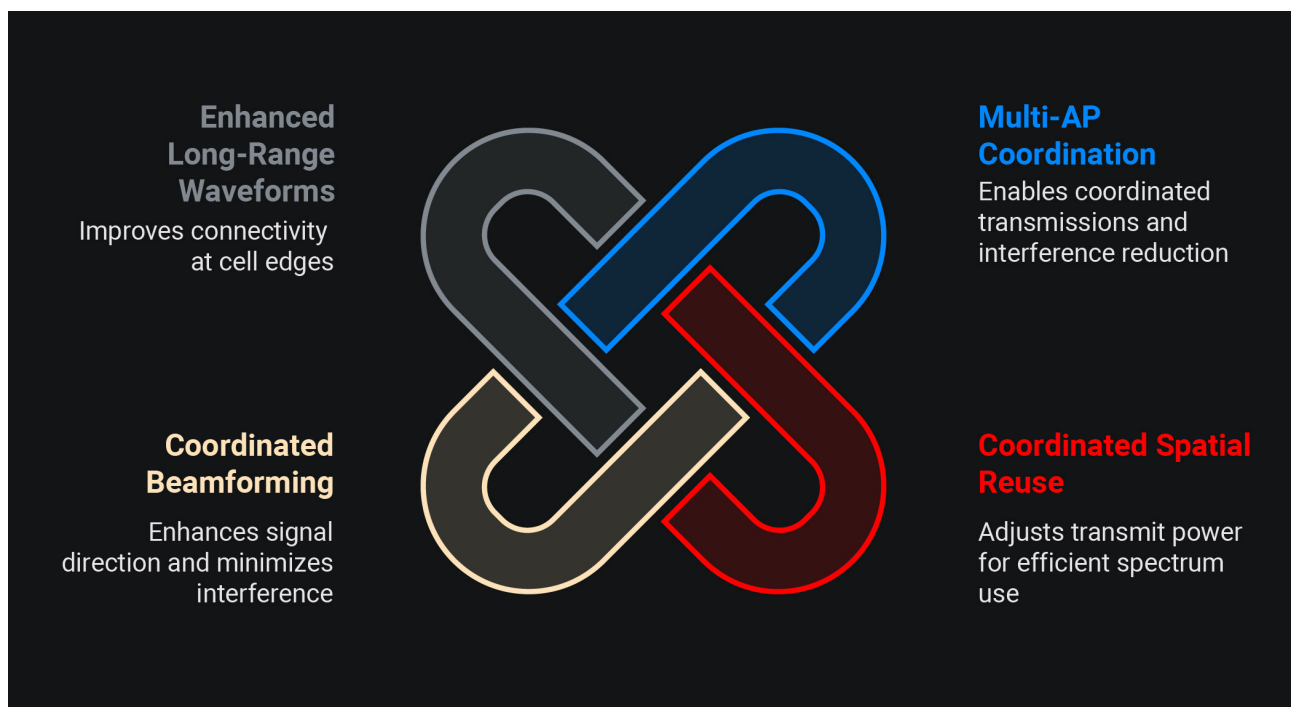 Enhanced
Long-Range
Waveforms
Improves connectivity
at cell edges
Multi-AP
Coordination
Enables coordinated
transmissions and
interference reduction
Coordinated
Beamforming
Enhances signal
direction and minimizes
interference
Coordinated Spatial
Reuse
Adjusts transmit power
for efficient spectrum
use